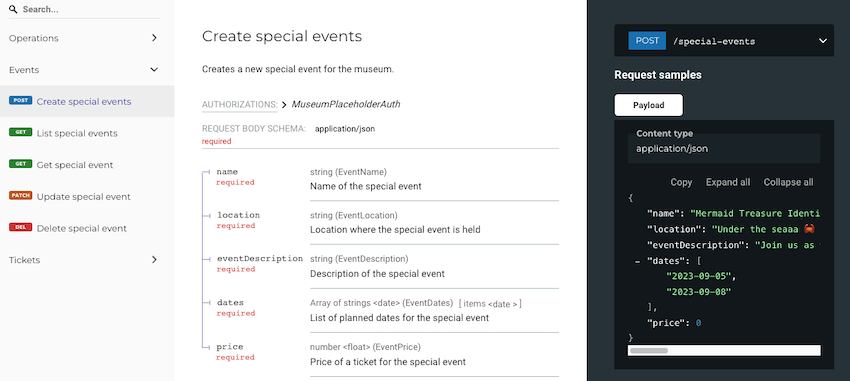 Search...
Operations
Events
POST Create special events
GET List special events
GET Get special event
PATCH Update special event
DEL Delete special event
Tickets
Create special events
Creates a new special event for the museum.
AUTHORIZATIONS: > MuseumPlaceholderAuth
REQUEST BODY SCHEMA: application/json
required
name string (EventName)
required Name of the special event
location string (EventLocation)
required Location where the special event is held
eventDescription string (EventDescription)
required Description of the special event
dates Array of strings <date> (EventDates) [ items <date > ]
required List of planned dates for the special event
price number <float> (EventPrice)
required Price of a ticket for the special event
POST /special-events
Request samples
Payload
Content type
application/json
Copy Expand all Collapse all
{
"name": "Mermaid Treasure Identi
"location": "Under the seaaa 🦀
"eventDescription": "Join us as
- "dates": [
"2023-09-05",
"2023-09-08"
],
"price": 0
}